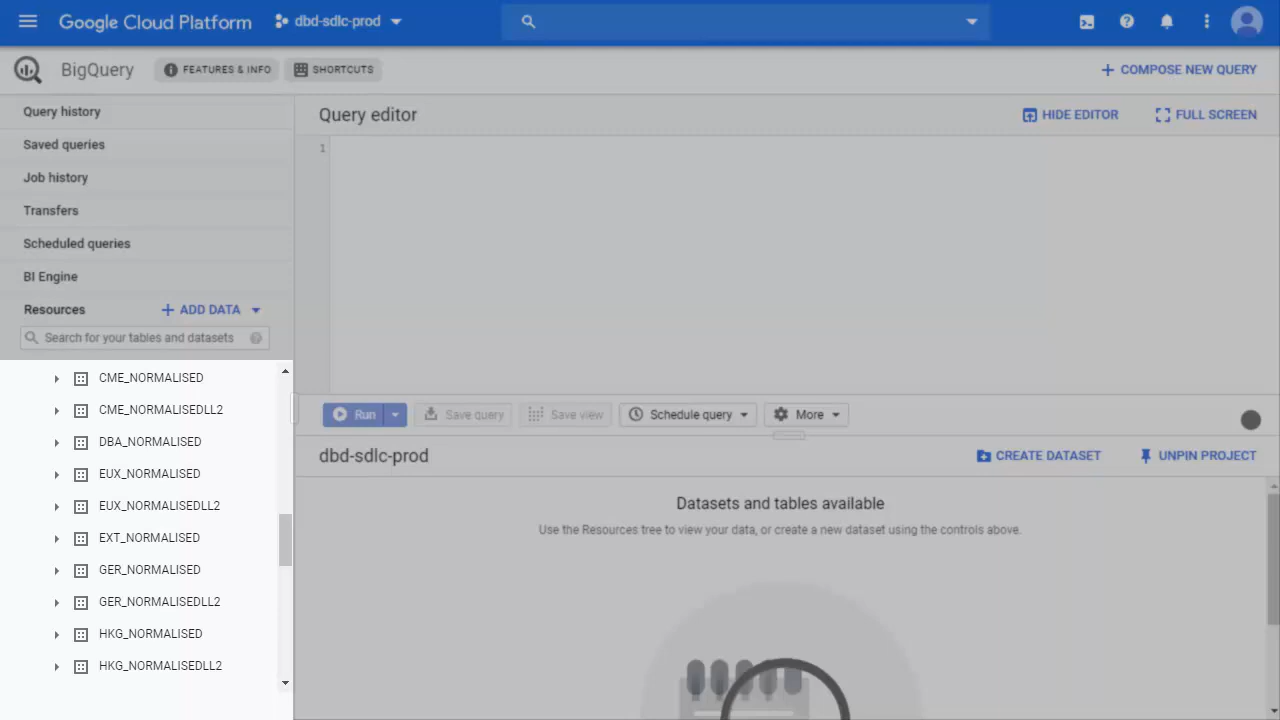 Google Cloud Platform dbd-sdlc-prod
BigQuery FEATURES & INFO SHORTCUTS COMPOSE NEW QUERY
Query history
Saved queries
Job history
Transfers
Scheduled queries
BI Engine
Resources ADD DATA
Search for your tables and datasets
CME_NORMALISED
CME_NORMALISEDLL2
DBA_NORMALISED
EUX_NORMALISED
EUX_NORMALISEDLL2
EXT_NORMALISED
GER_NORMALISED
GER_NORMALISEDLL2
HKG_NORMALISED
HKG_NORMALISEDLL2
Query editor HIDE EDITOR FULL SCREEN
1
Run Save query Save view Schedule query More
dbd-sdlc-prod CREATE DATASET UNPIN PROJECT
Datasets and tables available
Use the Resources tree to view your data, or create a new dataset using the controls above.